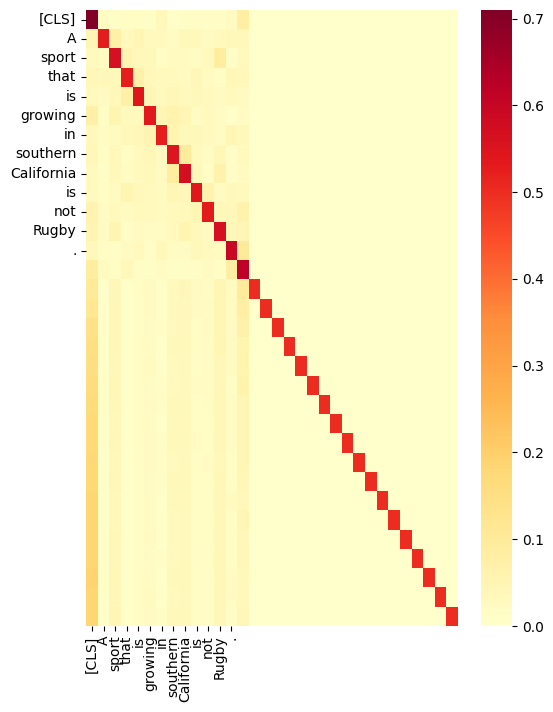 [CLS]
A
sport
that
is
growing
in
southern
California
is
not
Rugby
.
[CLS]
A
sport
that
is
growing
in
southern
California
is
not
Rugby
.
0.7
0.6
0.5
0.4
0.3
0.2
0.1
0.0